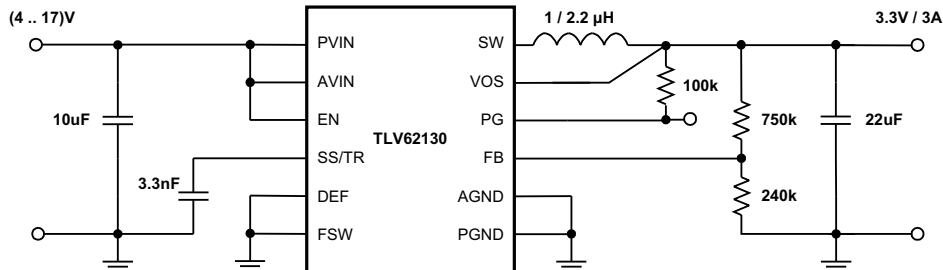 (4 .. 17)V
1 / 2.2 µH
3.3V / 3A
PVIN
SW
AVIN
VOS
100k
10uF
EN
PG
750k
22uF
TLV62130
SS/TR
FB
3.3nF
DEF
AGND
240k
FSW
PGND